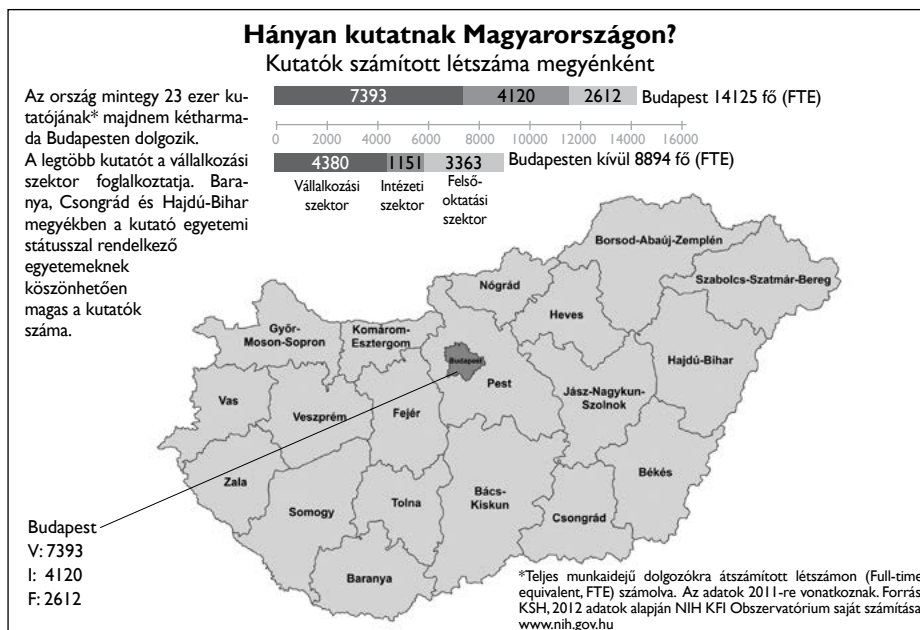 Hányan kutatnak Magyarországon?
Kutatók számított létszáma megyénként
Az ország mintegy 23 ezer ku-
tatójának* majdnem kétharma-
da Budapesten dolgozik.
A legtöbb kutatót a vállalkozási
szektor foglalkoztatja. Bara-
nya, Csongrád és Hajdú-Bihar
megyékben a kutató egyetemi
státusszal rendelkező
egyetemeknek
köszönhetően
magas a kutatók
száma.
7393 4120 2612 Budapest 14125 fő (FTE)
0 2000 4000 6000 8000 10000 12000 14000 16000
4380 1151 3363 Budapesten kívül 8894 fő (FTE)
Vállalkozási
szektor
Intézeti
szektor
Felső-
oktatási
szektor
Borsod-Abaúj-Zemplén
Szabolcs-Szatmár-Bereg
Nógrád
Heves
Győr-
Moson-Sopron
Komárom-
Esztergom
Hajdú-Bihar
Budapest
Pest
Jász-Nagykun-
Szolnok
Vas
Veszprém
Fejér
Békés
Zala
Somogy
Tolna
Bács-
Kiskun
Csongrád
Baranya
Budapest
V: 7393
I: 4120
F: 2612
*Teljes munkaidejű dolgozókra átszámított létszámon (Full-time
equivalent, FTE) számolva. Az adatok 2011-re vonatkoznak. Forrás
KSH, 2012 adatok alapján NIH KFI Obszervatórium saját számítása
www.nih.gov.hu